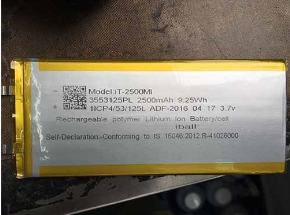 Model:iT-2500Mi
3553125PL 2500mAh 9.25Wh
1ICP4/53/125L ADF-2016 04 17 3.7v
Rechargeable polymer Lithium Ion Battery/cell
iball
Self-Declaration-Conforming to IS 16046:2012,R-41026000